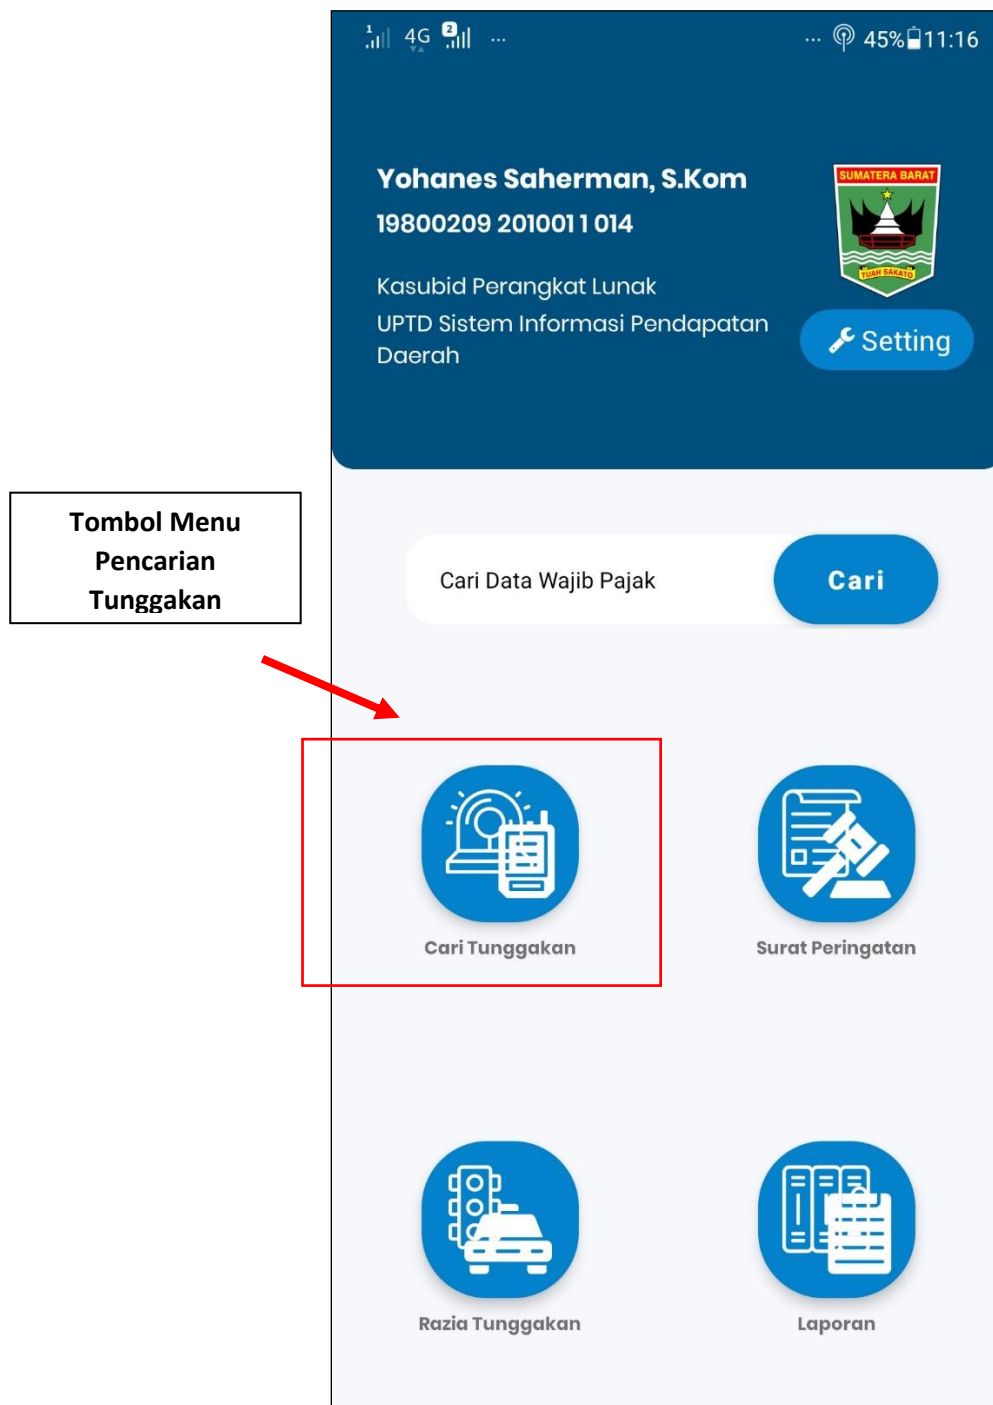 1 4G 2 ... ... 45% 11:16
Yohanes Saherman, S.Kom
19800209 201001 1 014
Kasubid Perangkat Lunak
UPTD Sistem Informasi Pendapatan
Daerah
SUMATERA BARAT
TUAH SAKATO
Setting
Tombol Menu
Pencarian
Tunggakan
Cari Data Wajib Pajak
Cari
Cari Tunggakan
Surat Peringatan
Razia Tunggakan
Laporan